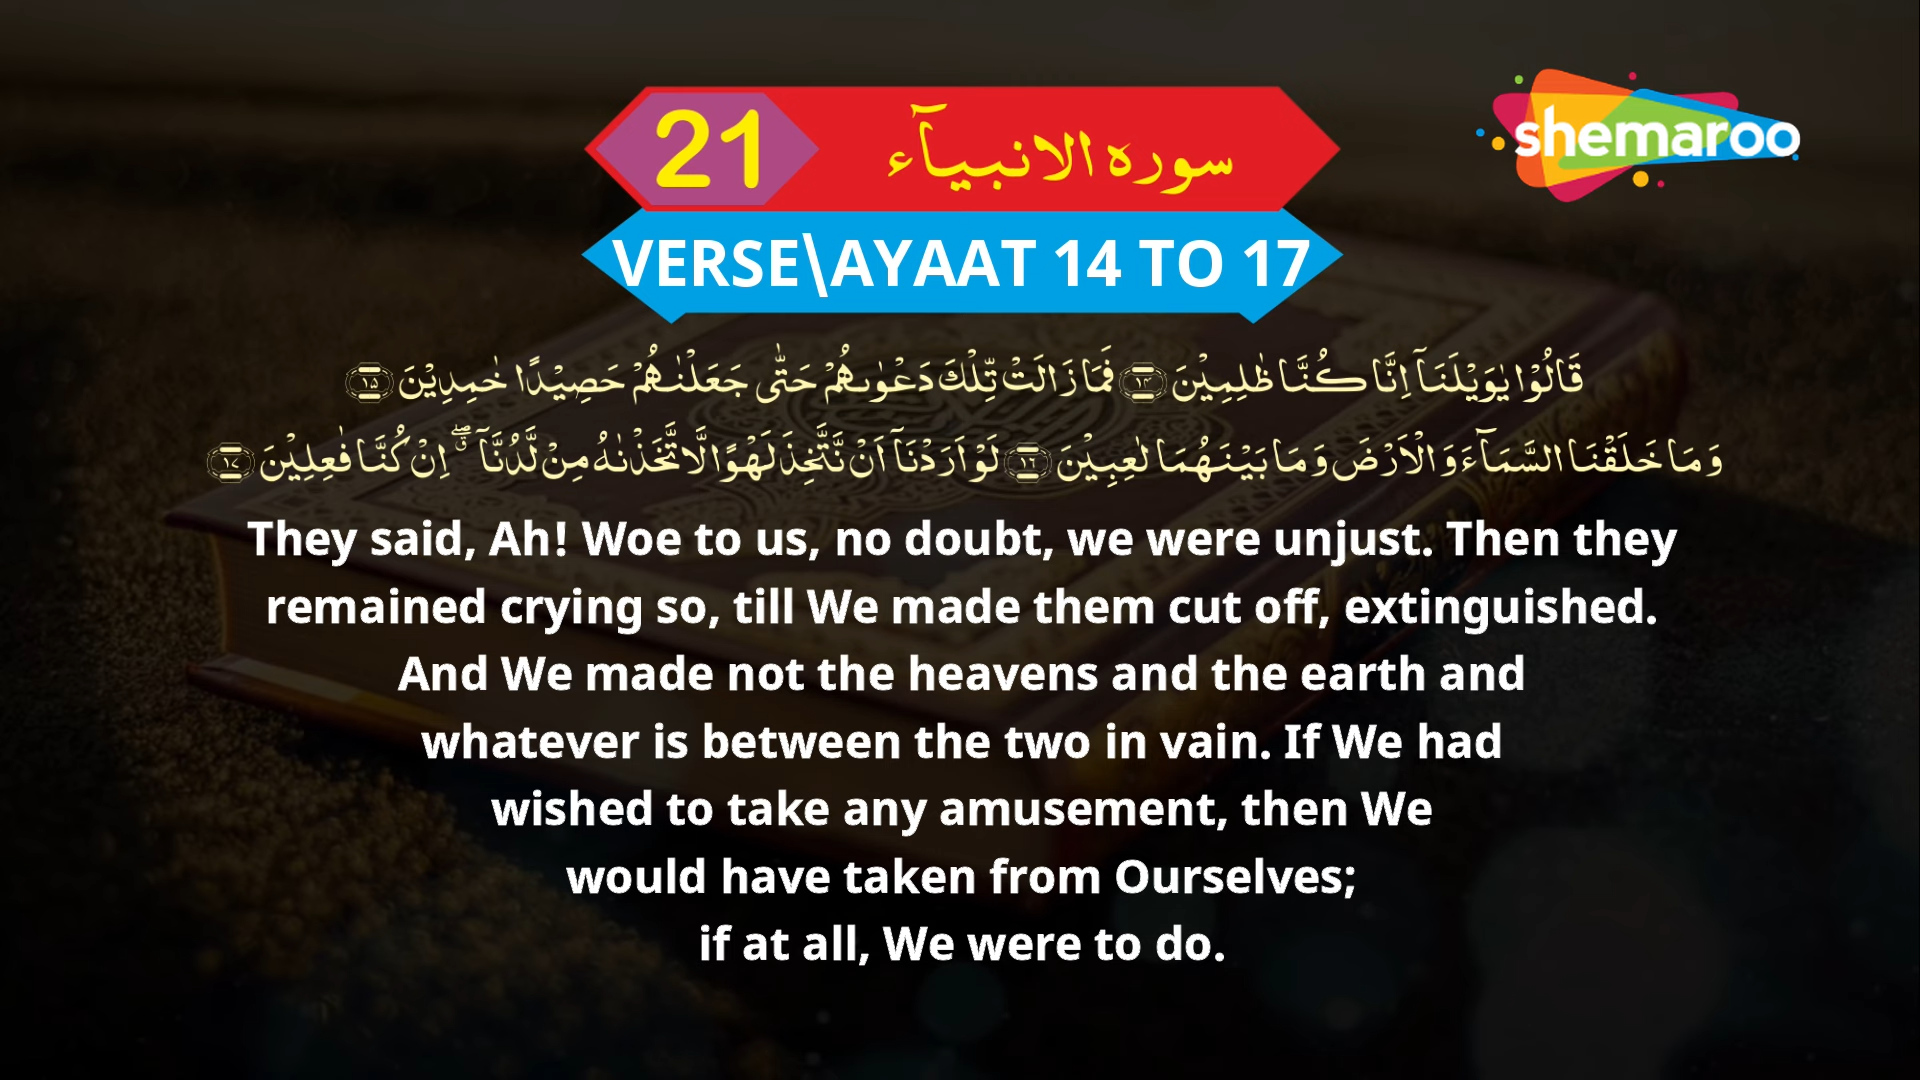 21
سورہ الانبیآء
shemaroo
VERSE\AYAAT 14 TO 17
قَالُوْا يٰوَيْلَنَآ اِنَّا كُنَّا ظٰلِمِيْنَ ۝۱۴ فَمَا زَالَتْ تِّلْكَ دَعْوٰىهُمْ حَتّٰى جَعَلْنٰهُمْ حَصِيْدًا خٰمِدِيْنَ ۝۱۵
وَمَا خَلَقْنَا السَّمَآءَ وَالْاَرْضَ وَمَا بَيْنَهُمَا لٰعِبِيْنَ ۝۱۶ لَوْ اَرَدْنَآ اَنْ نَّتَّخِذَ لَهْوًا لَّاتَّخَذْنٰهُ مِنْ لَّدُنَّآ ۖق اِنْ كُنَّا فٰعِلِيْنَ ۝۱۷
They said, Ah! Woe to us, no doubt, we were unjust. Then they
remained crying so, till We made them cut off, extinguished.
And We made not the heavens and the earth and
whatever is between the two in vain. If We had
wished to take any amusement, then We
would have taken from Ourselves;
if at all, We were to do.